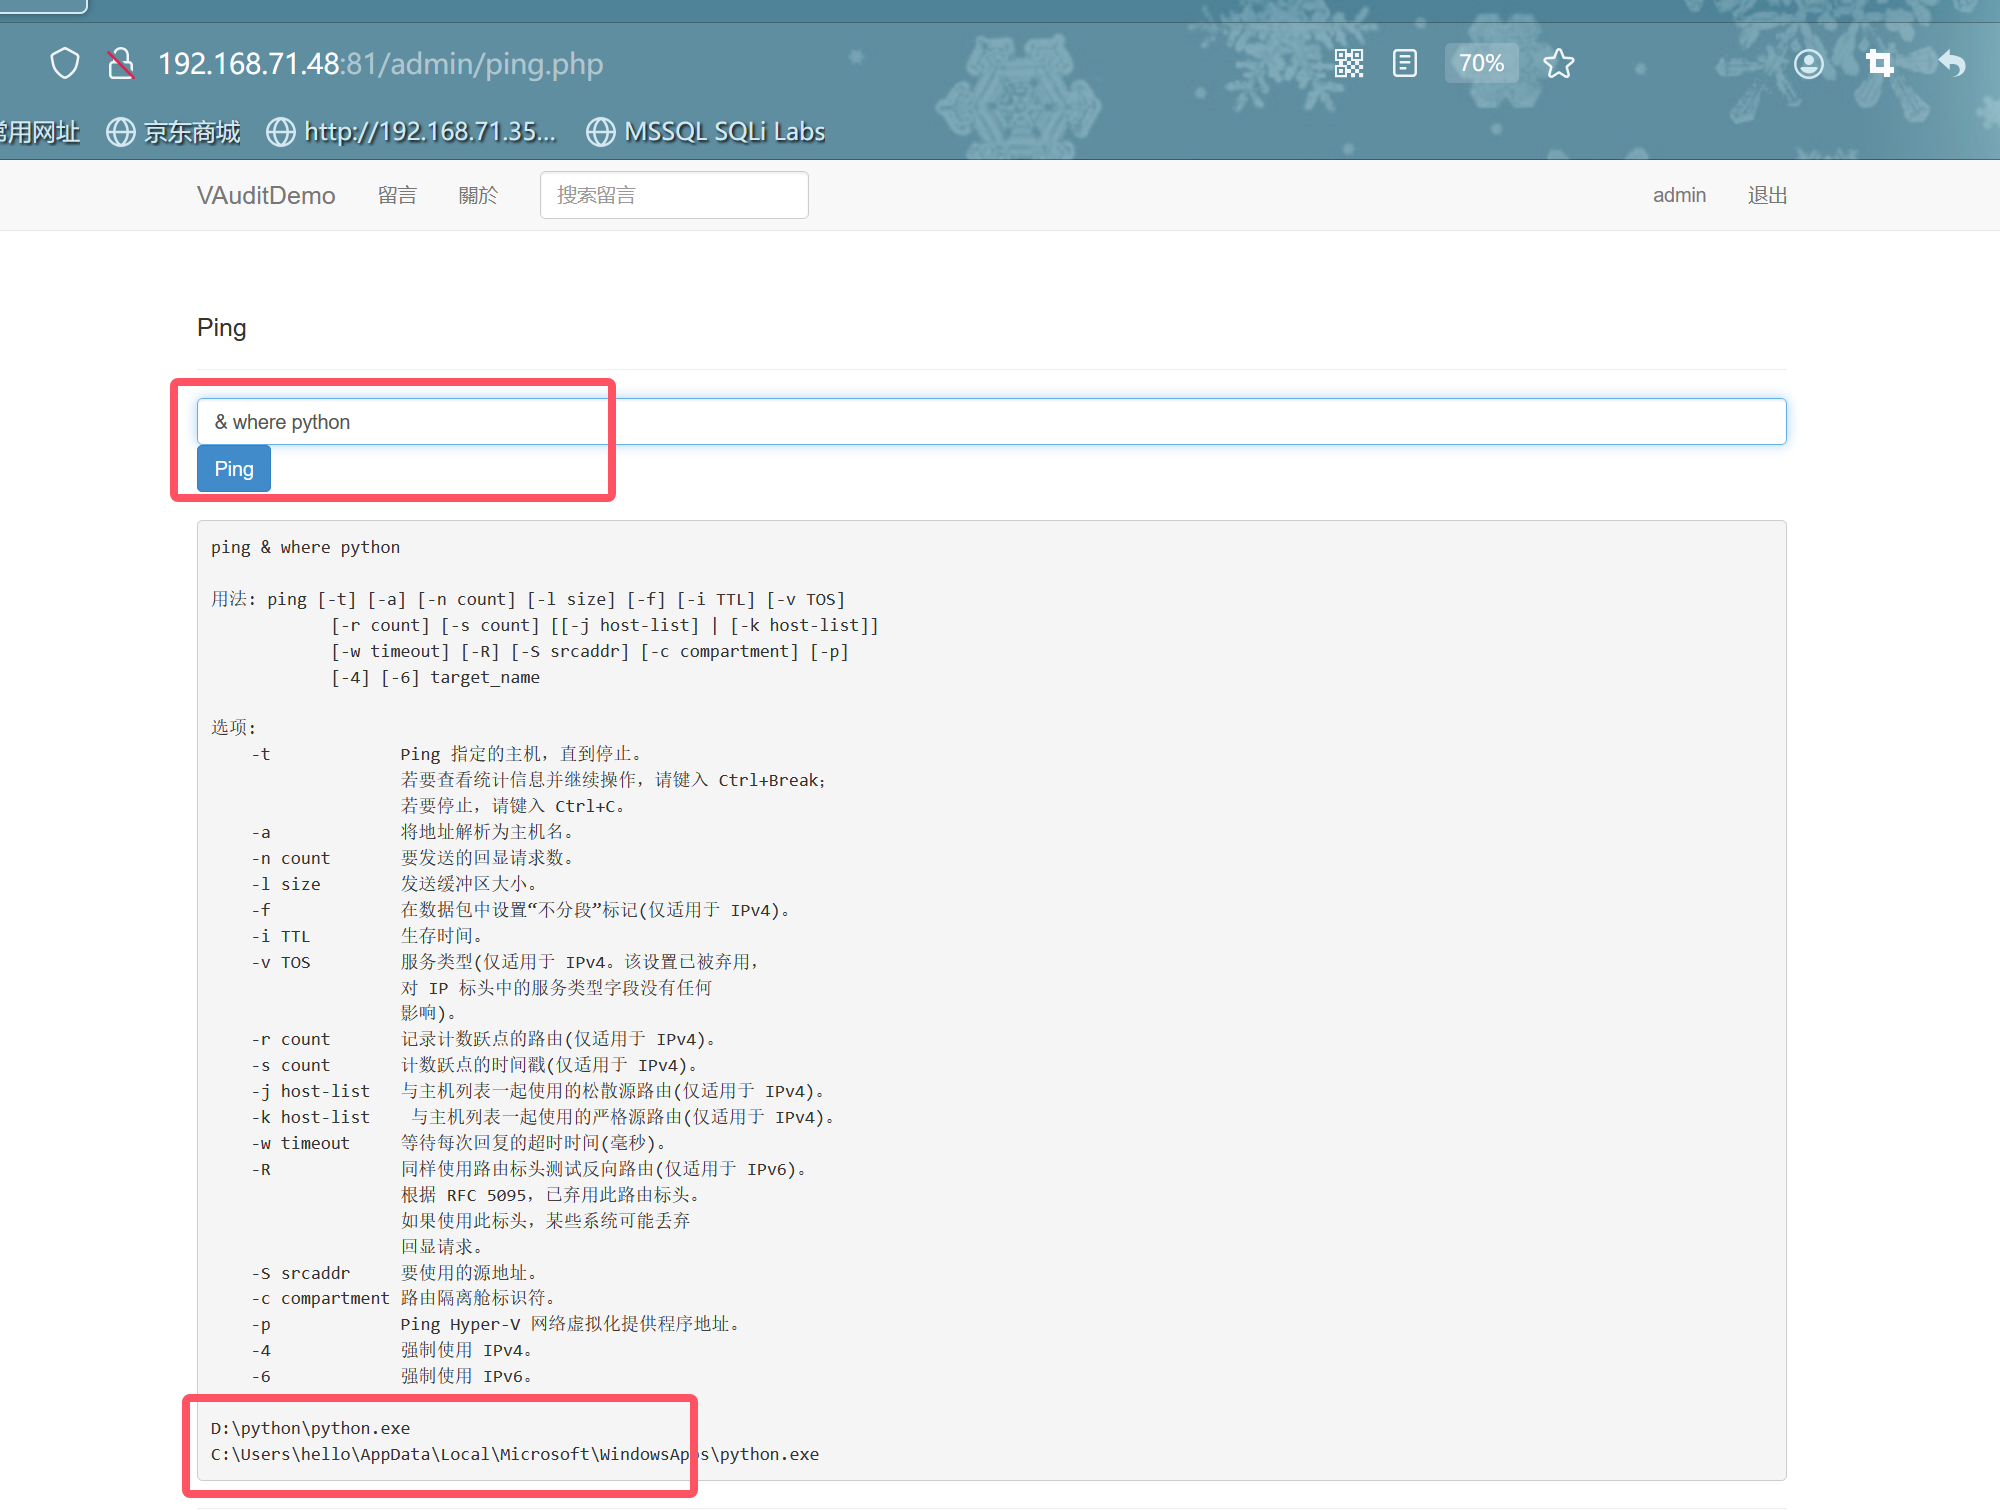 192.168.71.48:81/admin/ping.php
70%
常用网址 京东商城 http://192.168.71.35... MSSQL SQLi Labs
VAuditDemo 留言 關於 搜索留言 admin 退出
Ping
& where python
Ping
ping & where python
用法: ping [-t] [-a] [-n count] [-l size] [-f] [-i TTL] [-v TOS]
[-r count] [-s count] [[-j host-list] | [-k host-list]]
[-w timeout] [-R] [-S srcaddr] [-c compartment] [-p]
[-4] [-6] target_name
选项:
-t Ping 指定的主机，直到停止。
若要查看统计信息并继续操作，请键入 Ctrl+Break；
若要停止，请键入 Ctrl+C。
-a 将地址解析为主机名。
-n count 要发送的回显请求数。
-l size 发送缓冲区大小。
-f 在数据包中设置“不分段”标记(仅适用于 IPv4)。
-i TTL 生存时间。
-v TOS 服务类型(仅适用于 IPv4。该设置已被弃用，
对 IP 标头中的服务类型字段没有任何
影响)。
-r count 记录计数跃点的路由(仅适用于 IPv4)。
-s count 计数跃点的时间戳(仅适用于 IPv4)。
-j host-list 与主机列表一起使用的松散源路由(仅适用于 IPv4)。
-k host-list 与主机列表一起使用的严格源路由(仅适用于 IPv4)。
-w timeout 等待每次回复的超时时间(毫秒)。
-R 同样使用路由标头测试反向路由(仅适用于 IPv6)。
根据 RFC 5095，已弃用此路由标头。
如果使用此标头，某些系统可能丢弃
回显请求。
-S srcaddr 要使用的源地址。
-c compartment 路由隔离舱标识符。
-p Ping Hyper-V 网络虚拟化提供程序地址。
-4 强制使用 IPv4。
-6 强制使用 IPv6。
D:\python\python.exe
C:\Users\hello\AppData\Local\Microsoft\WindowsApps\python.exe